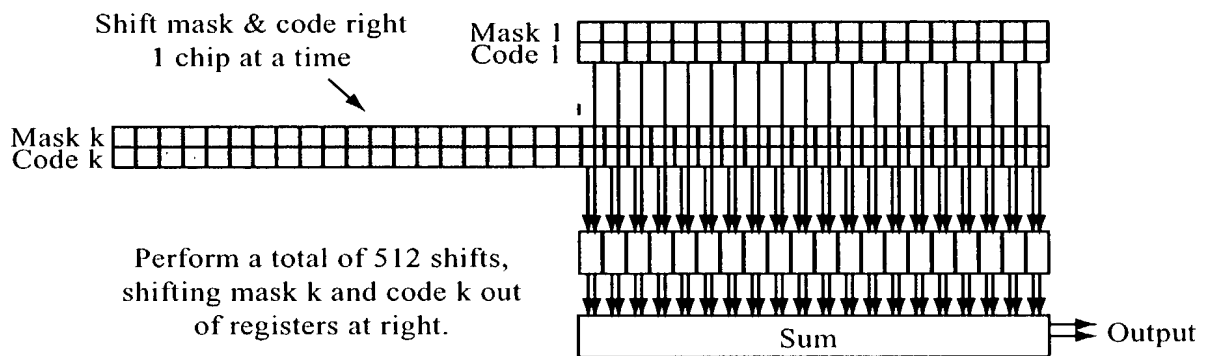 Shift mask & code right
1 chip at a time
Mask 1
Code 1
Mask k
Code k
Perform a total of 512 shifts,
shifting mask k and code k out
of registers at right.
Sum
Output